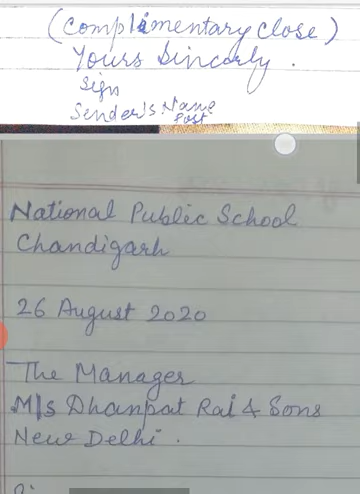 (Complimentary Close)
Yours Sincerly.
Sign
Sender's Name
Post
National Public School
Chandigarh
26 August 2020
The Manager
M/s Dhanpat Rai & Sons
New Delhi.